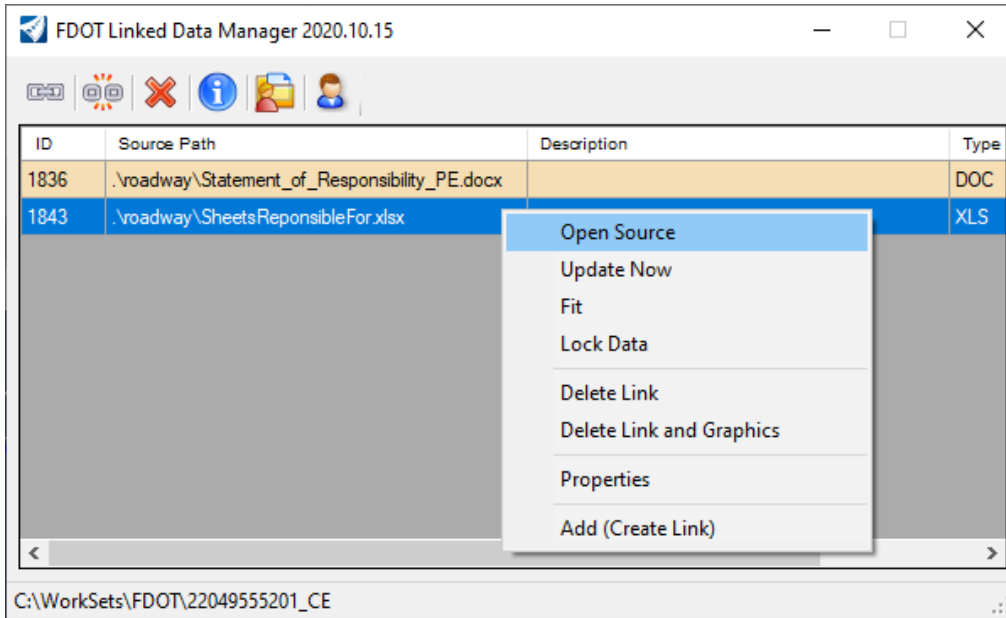 FDOT Linked Data Manager 2020.10.15
ID Source Path Description Type
1836 .\roadway\Statement_of_Responsibility_PE.docx DOC
1843 .\roadway\SheetsReponsibleFor.xlsx XLS
Open Source
Update Now
Fit
Lock Data
Delete Link
Delete Link and Graphics
Properties
Add (Create Link)
C:\WorkSets\FDOT\22049555201_CE